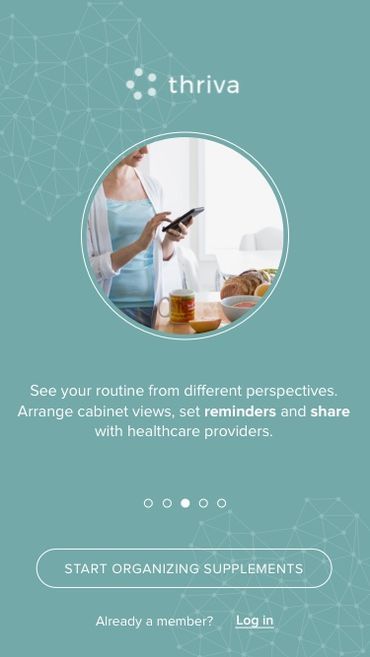 thriva
See your routine from different perspectives.
Arrange cabinet views, set reminders and share
with healthcare providers.
START ORGANIZING SUPPLEMENTS
Already a member? Log in